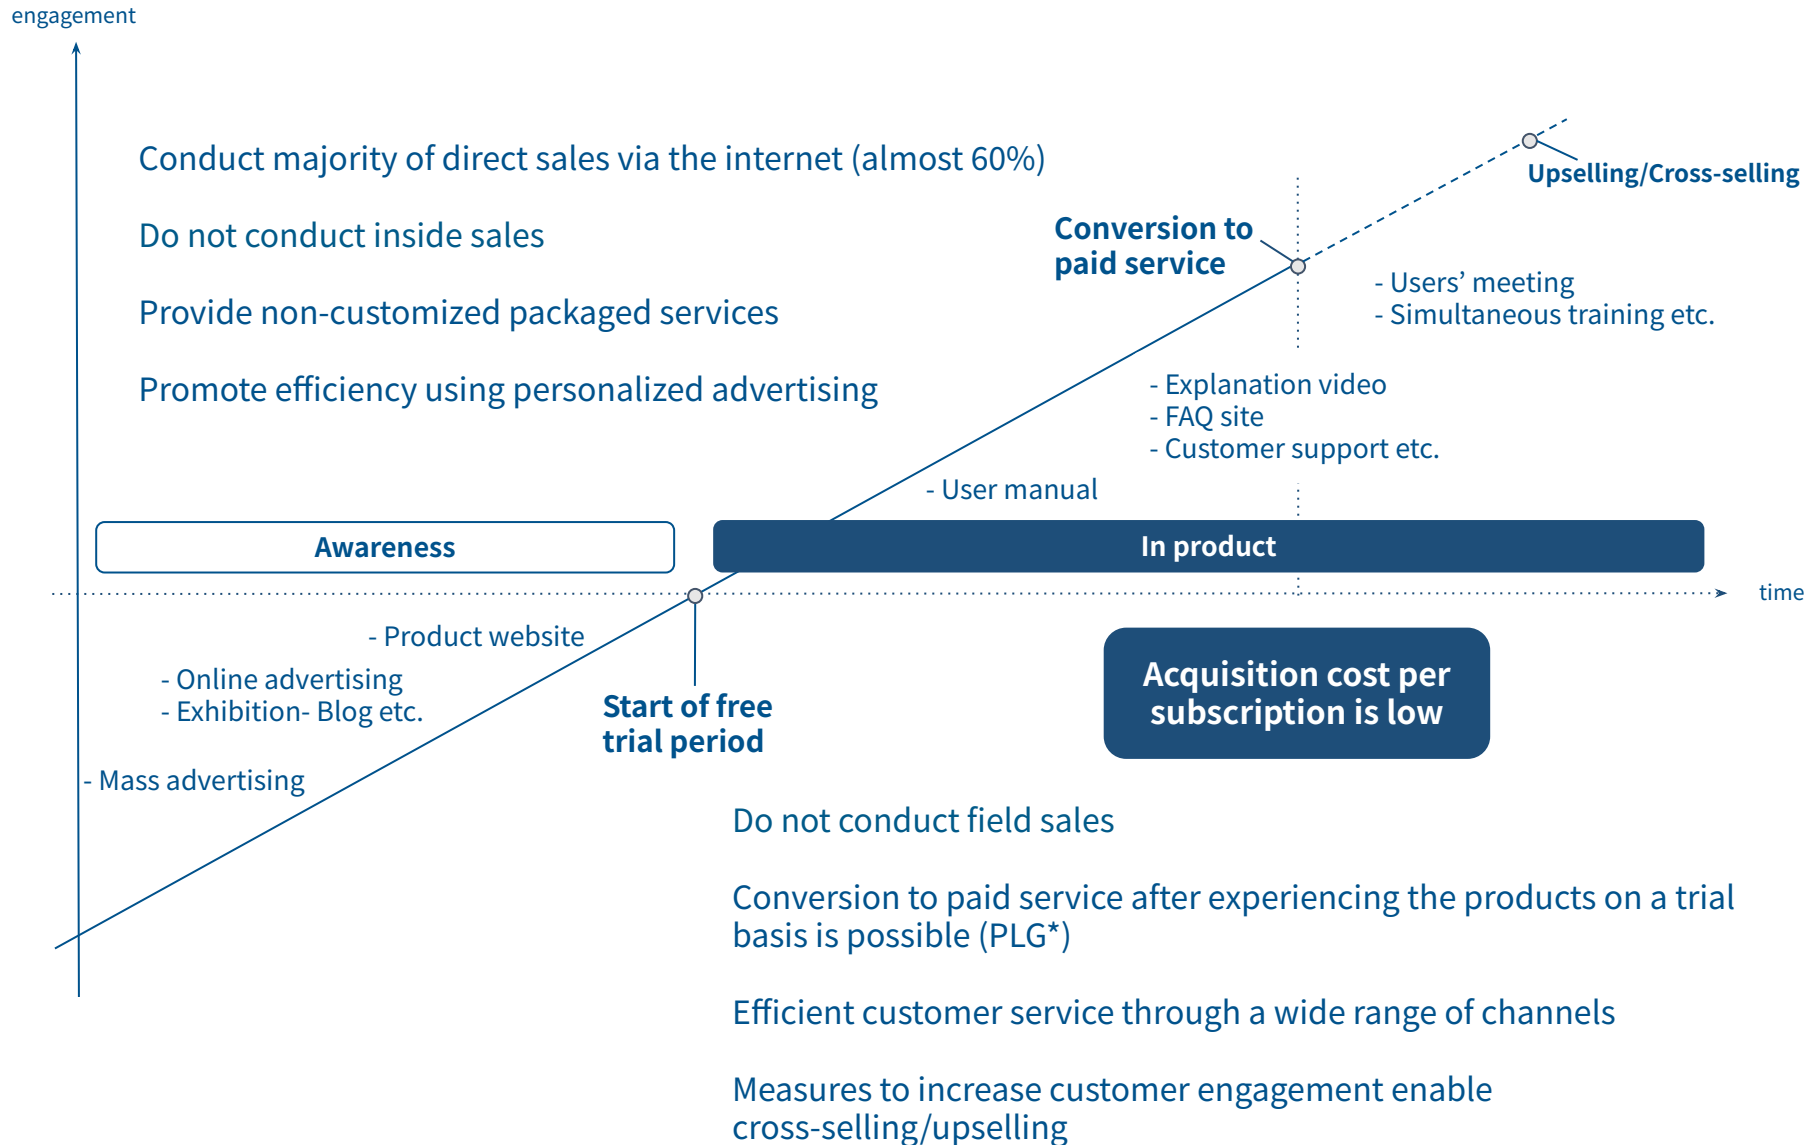 engagement
Conduct majority of direct sales via the internet (almost 60%)
Do not conduct inside sales
Provide non-customized packaged services
Promote efficiency using personalized advertising
Upselling/Cross-selling
Conversion to
paid service
- Users’ meeting
- Simultaneous training etc.
- Explanation video
- FAQ site
- Customer support etc.
- User manual
Awareness
In product
time
- Product website
- Online advertising
- Exhibition- Blog etc.
- Mass advertising
Start of free
trial period
Acquisition cost per
subscription is low
Do not conduct field sales
Conversion to paid service after experiencing the products on a trial
basis is possible (PLG*)
Efficient customer service through a wide range of channels
Measures to increase customer engagement enable
cross-selling/upselling